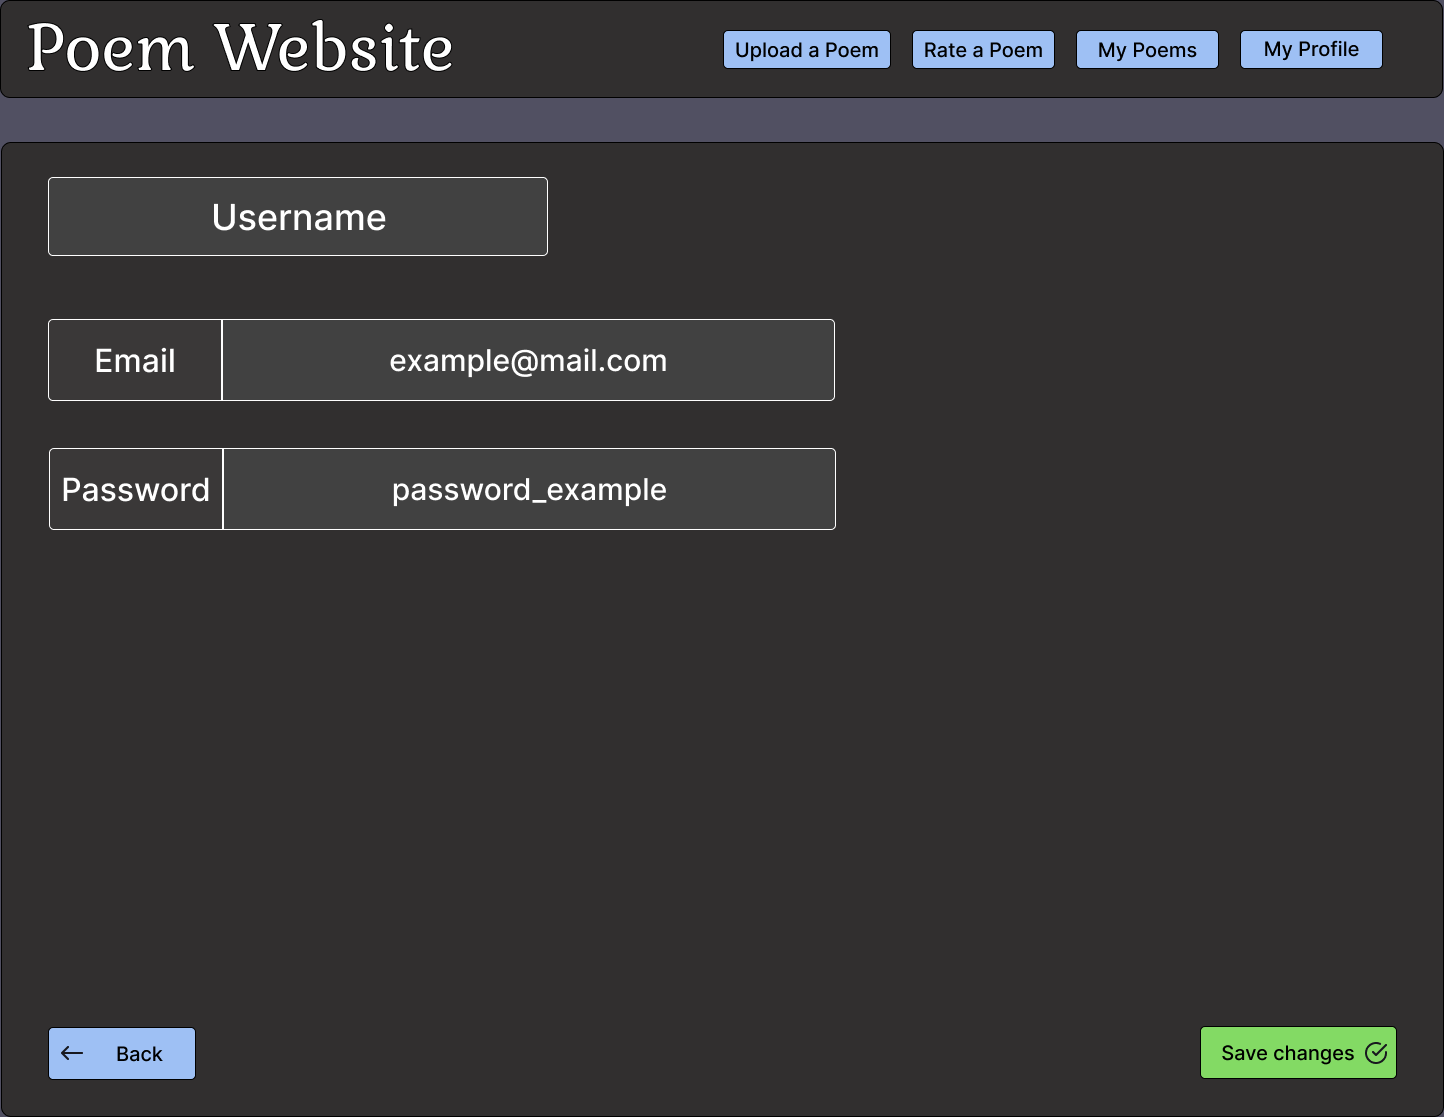 Poem Website
Upload a Poem
Rate a Poem
My Poems
My Profile
Username
Email
example@mail.com
Password
password_example
Back
Save changes